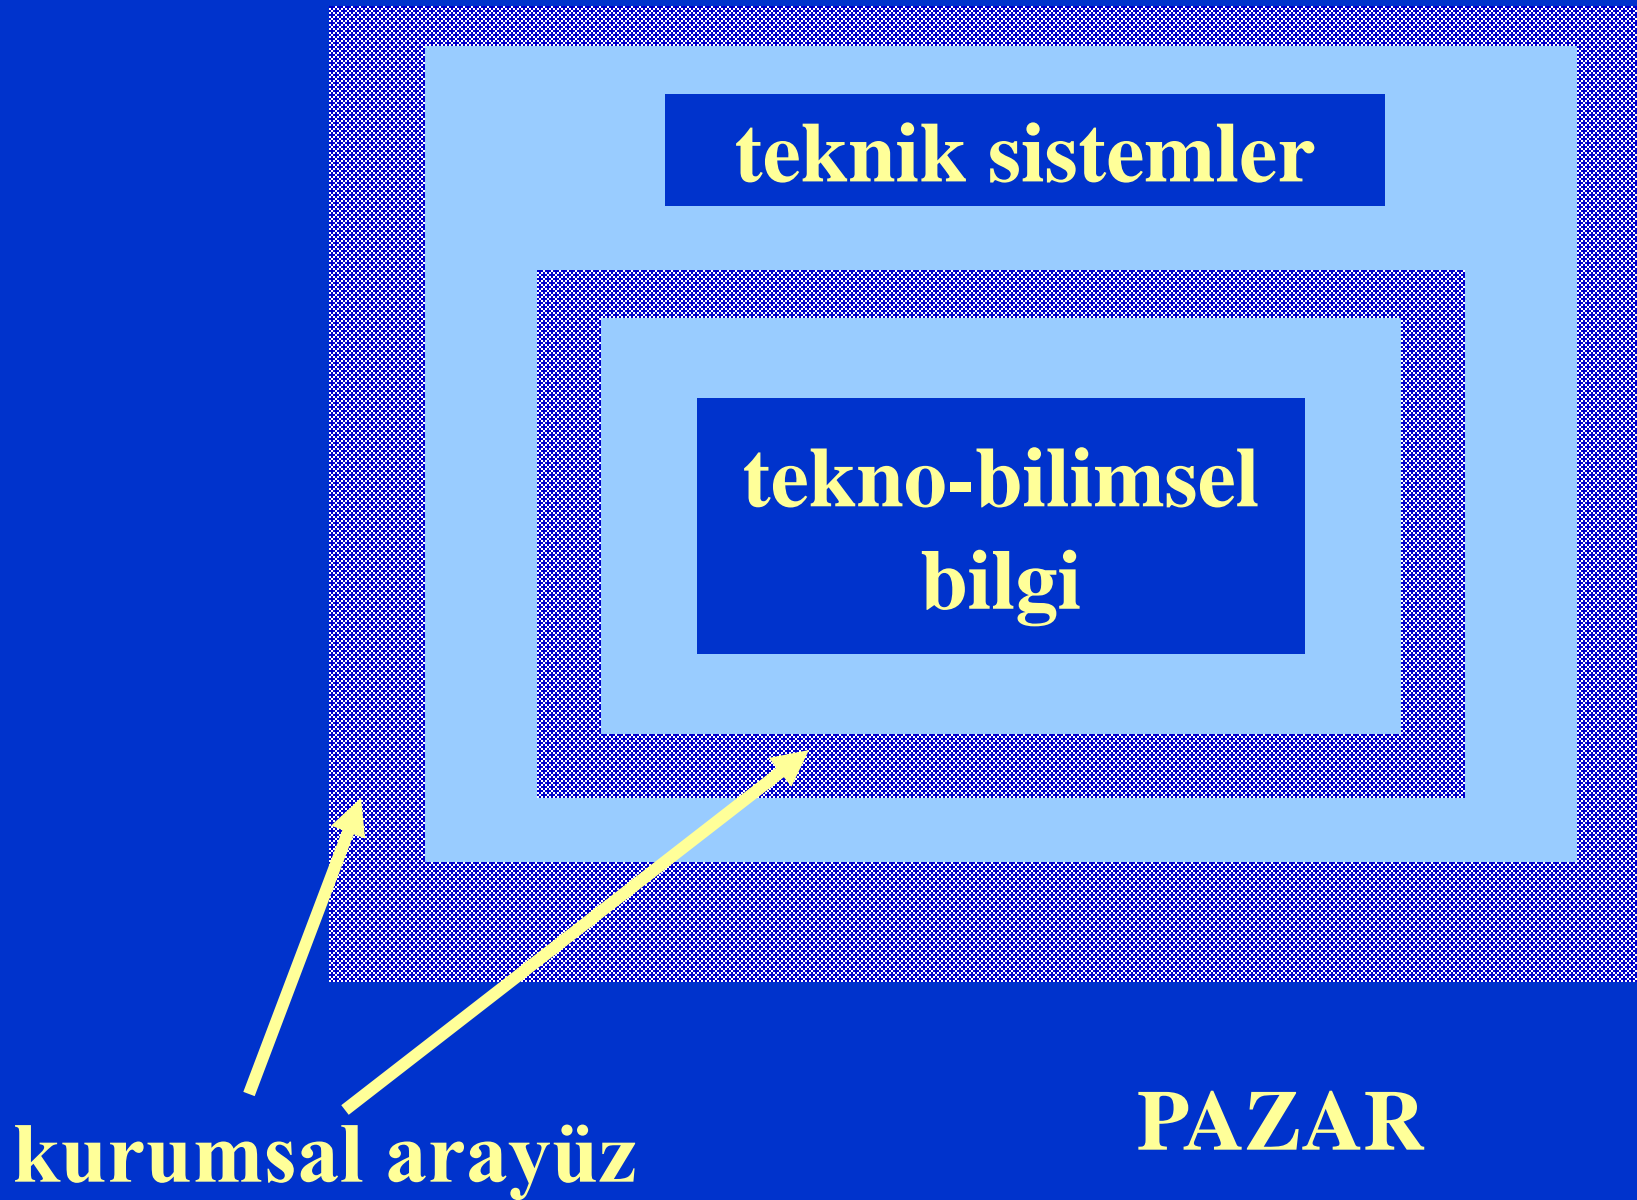 teknik sistemler
tekno-bilimsel
bilgi
PAZAR
kurumsal arayüz